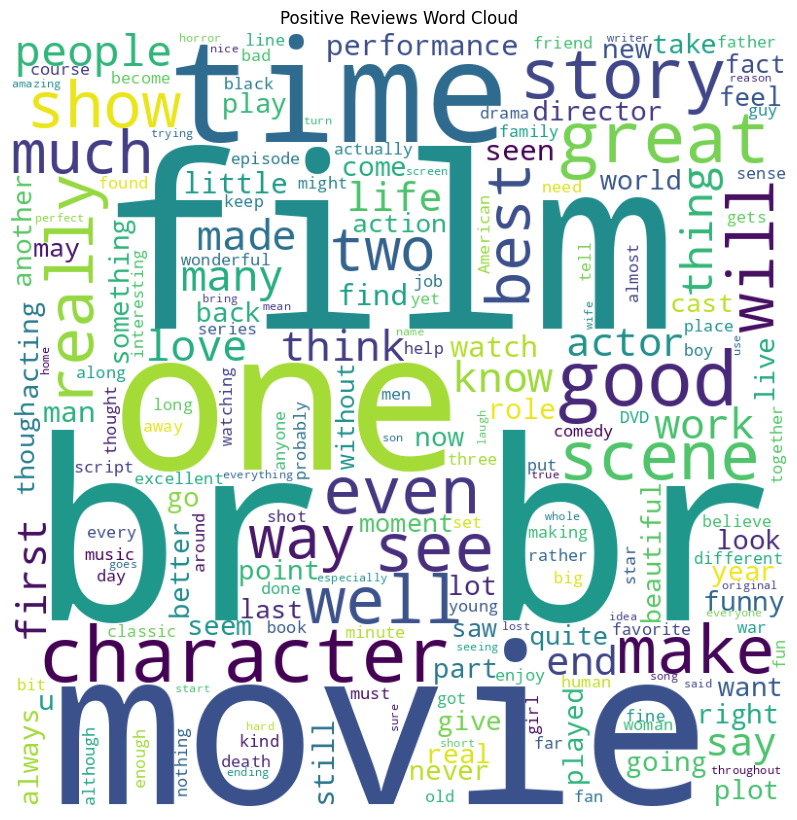 Positive Reviews Word Cloud
horror
writer
people
nice
line
bad
performance
friend
new
take
father
course
become
time
story
fact
reason
amazing
show
black
play
turn
drama
director
feel
guy
trying
family
great
much
episode
actually
come
screen
seen
world
sense
found
little
might
life
best
need
thing
will
another
really
perfect
keep
action
American
tell
almost
gets
may
something
interesting
made
two
wonderful
many
film
job
yet
find
bring
mean
back
series
cast
wife
place
boy
use
love
think
name
help
watch
actor
live
home
along
one
men
know
good
though
acting
man
thought
long
away
watching
anyone
probably
without
son
now
laugh
role
DVD
work
together
comedy
three
scene
script
excellent
everything
go
br br
even
put
true
every
music
day
goes
around
better
shot
way
moment
set
see
whole
making
rather
star
beautiful
believe
look
different
first
point
especially
big
year
original
done
last
well
lot
young
classic
seem
book
minute
saw
lost
quite
favorite
idea
war
everyone
funny
fun
character
seeing
part
end
make
bit
u
start
must
enjoy
human
song
said
want
always
although
enough
nothing
movie
hard
kind
death
ending
still
sure
got
give
real
never
short
old
girl
far
fan
played
fine
woman
going
right
say
throughout
plot